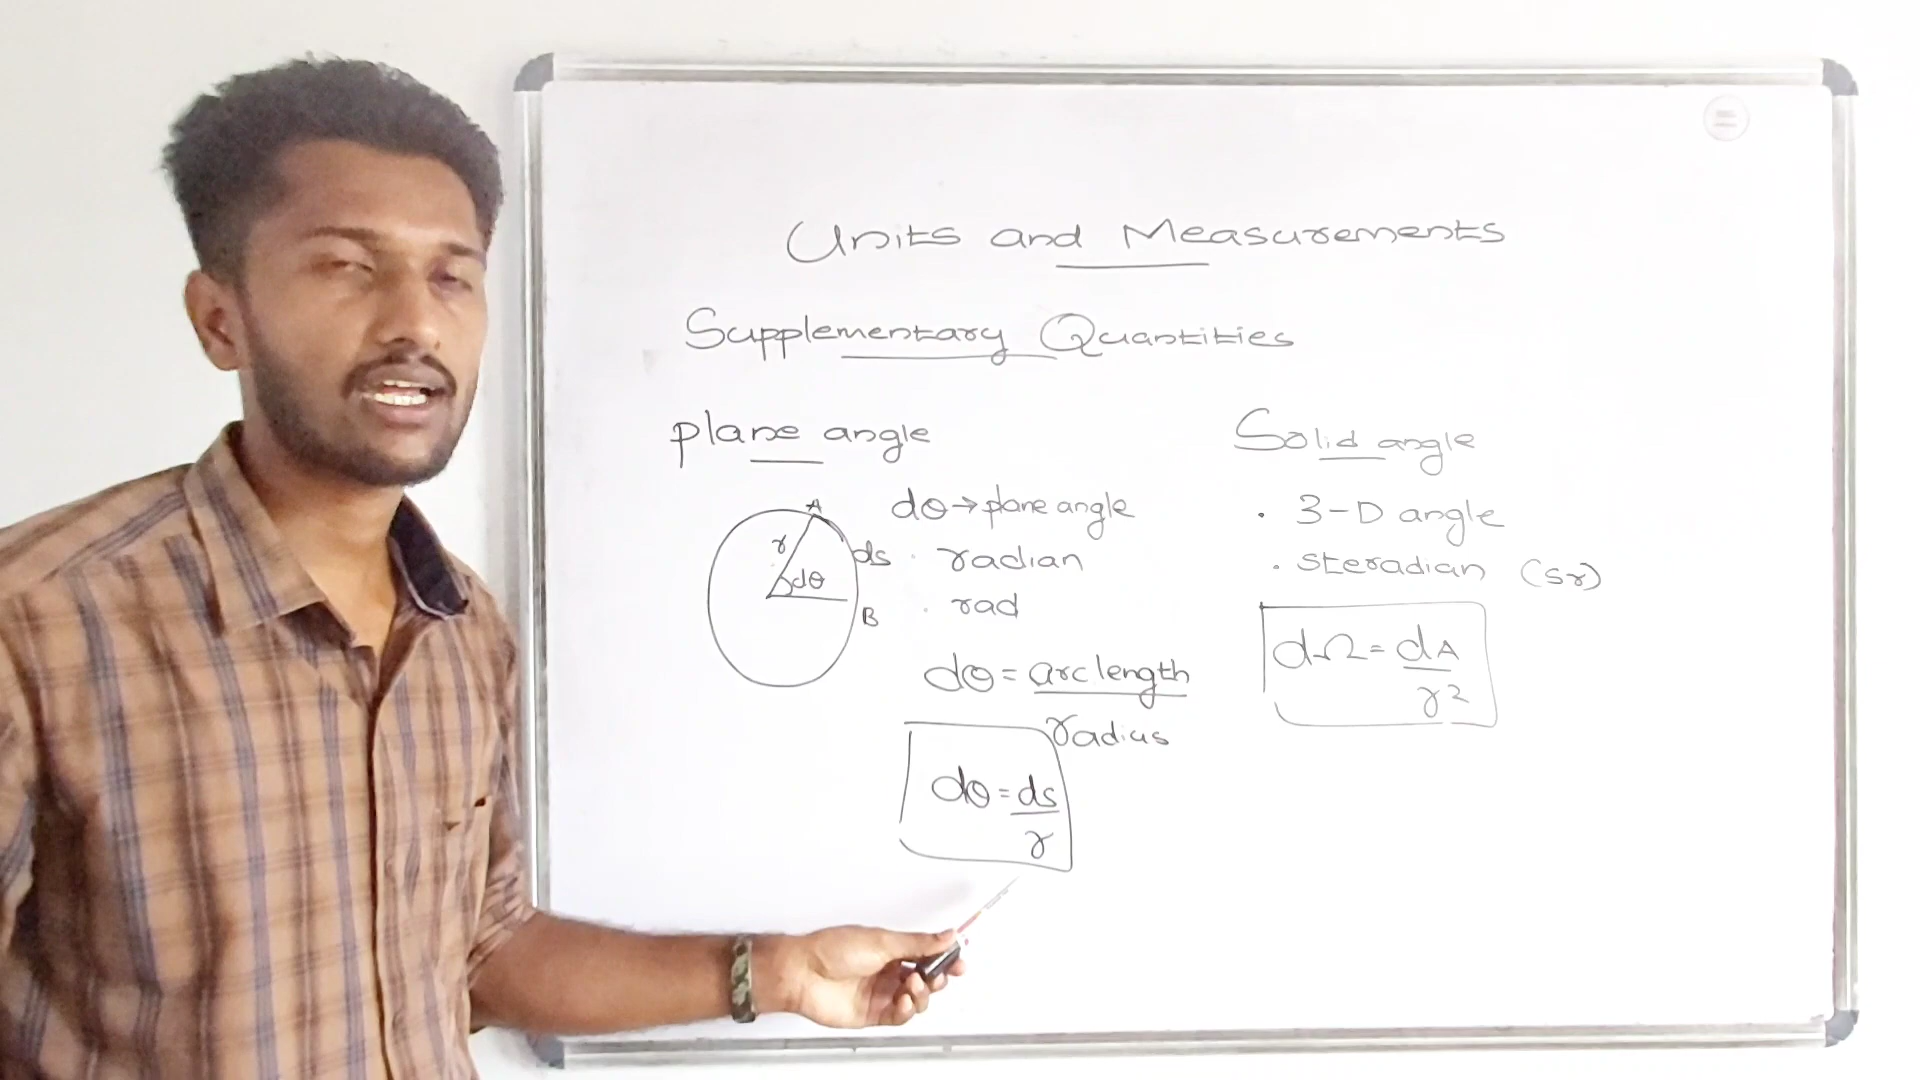 Units and Measurements
Supplementary Quantities
plane angle
A
r
dθ
ds
B
dθ→plane angle
· radian
· rad
dθ = arc length
radius
dθ = ds
r
Solid angle
· 3-D angle
· steradian (sr)
dΩ = dA
r2